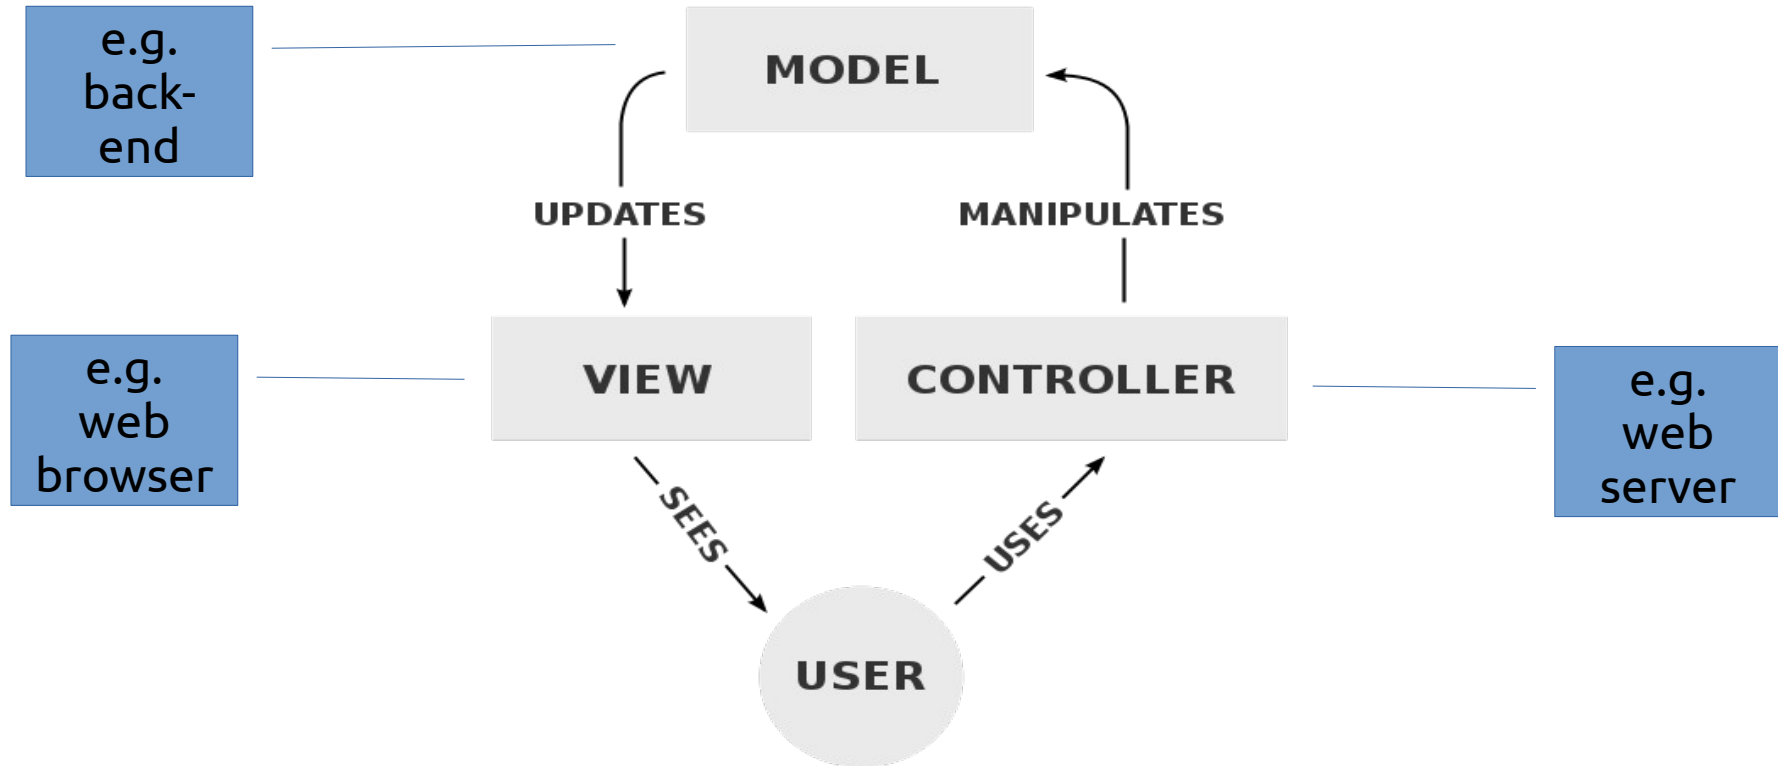 e.g.
back-
end
MODEL
UPDATES
MANIPULATES
e.g.
web
browser
VIEW
CONTROLLER
e.g.
web
server
SEES
USES
USER